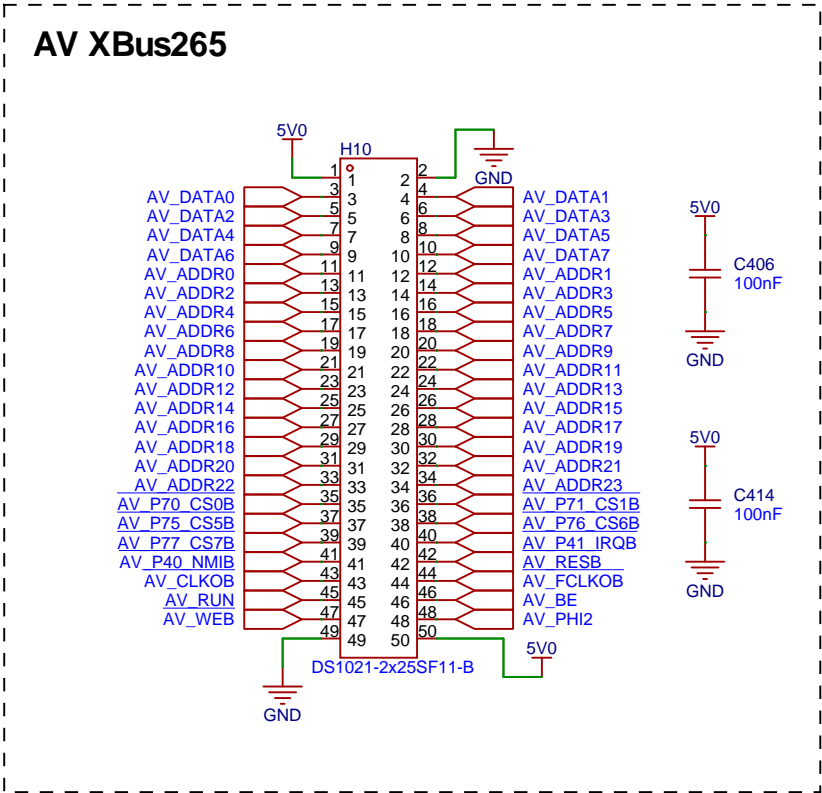 AV XBus265
5V0
H10
GND
1 1 2 2
AV_DATA0 3 3 4 4 AV_DATA1
AV_DATA2 5 5 6 6 AV_DATA3
AV_DATA4 7 7 8 8 AV_DATA5
AV_DATA6 9 9 10 10 AV_DATA7
AV_ADDR0 11 11 12 12 AV_ADDR1
AV_ADDR2 13 13 14 14 AV_ADDR3
AV_ADDR4 15 15 16 16 AV_ADDR5
AV_ADDR6 17 17 18 18 AV_ADDR7
AV_ADDR8 19 19 20 20 AV_ADDR9
AV_ADDR10 21 21 22 22 AV_ADDR11
AV_ADDR12 23 23 24 24 AV_ADDR13
AV_ADDR14 25 25 26 26 AV_ADDR15
AV_ADDR16 27 27 28 28 AV_ADDR17
AV_ADDR18 29 29 30 30 AV_ADDR19
AV_ADDR20 31 31 32 32 AV_ADDR21
AV_ADDR22 33 33 34 34 AV_ADDR23
AV_P70_CS0B 35 35 36 36 AV_P71_CS1B
AV_P75_CS5B 37 37 38 38 AV_P76_CS6B
AV_P77_CS7B 39 39 40 40 AV_P41_IRQB
AV_P40_NMIB 41 41 42 42 AV_RESB
AV_CLKOB 43 43 44 44 AV_FCLKOB
AV_RUN 45 45 46 46 AV_BE
AV_WEB 47 47 48 48 AV_PHI2
49 49 50 50
DS1021-2x25SF11-B
GND
5V0
5V0
C406
100nF
GND
5V0
C414
100nF
GND